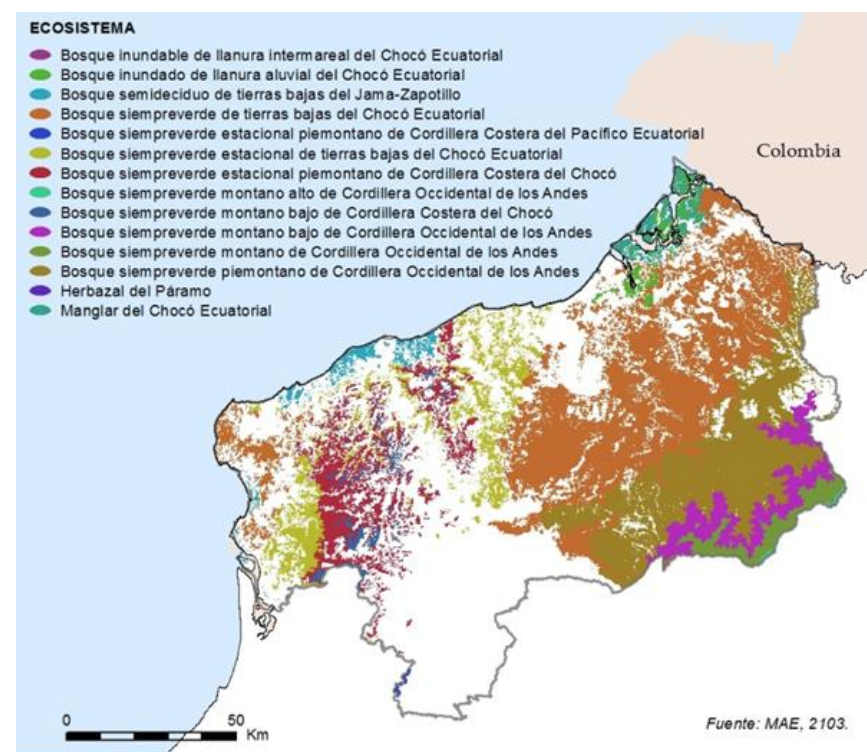 ECOSISTEMA
Bosque inundable de llanura intermareal del Chocó Ecuatorial
Bosque inundado de llanura aluvial del Chocó Ecuatorial
Bosque semideciduo de tierras bajas del Jama-Zapotillo
Bosque siempreverde de tierras bajas del Chocó Ecuatorial
Bosque siempreverde estacional piemontano de Cordillera Costera del Pacífico Ecuatorial
Bosque siempreverde estacional de tierras bajas del Chocó Ecuatorial
Bosque siempreverde estacional piemontano de Cordillera Costera del Chocó
Bosque siempreverde montano alto de Cordillera Occidental de los Andes
Bosque siempreverde montano bajo de Cordillera Costera del Chocó
Bosque siempreverde montano bajo de Cordillera Occidental de los Andes
Bosque siempreverde montano de Cordillera Occidental de los Andes
Bosque siempreverde piemontano de Cordillera Occidental de los Andes
Herbazal del Páramo
Manglar del Chocó Ecuatorial
Colombia
0 50
Km
Fuente: MAE, 2103.